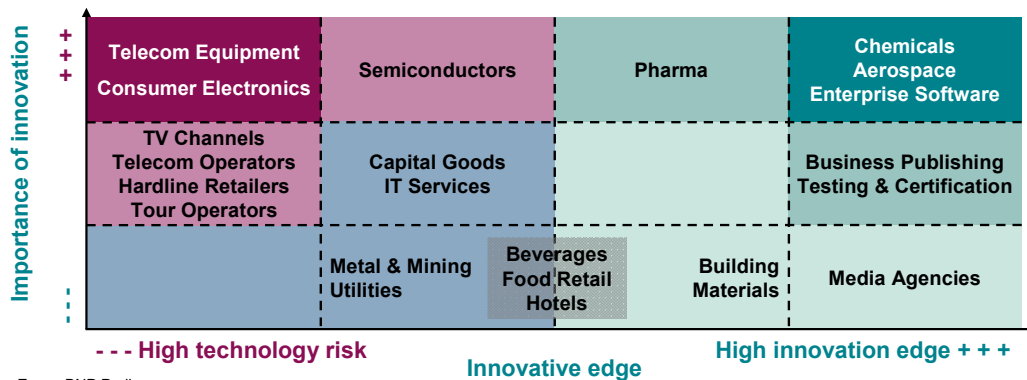 Importance of innovation
+ + +
- - -
Telecom Equipment
Consumer Electronics
Semiconductors
Pharma
Chemicals
Aerospace
Enterprise Software
TV Channels
Telecom Operators
Hardline Retailers
Tour Operators
Capital Goods
IT Services
Business Publishing
Testing & Certification
Metal & Mining
Utilities
Beverages
Food Retail
Hotels
Building
Materials
Media Agencies
- - - High technology risk
High innovation edge + + +
Innovative edge